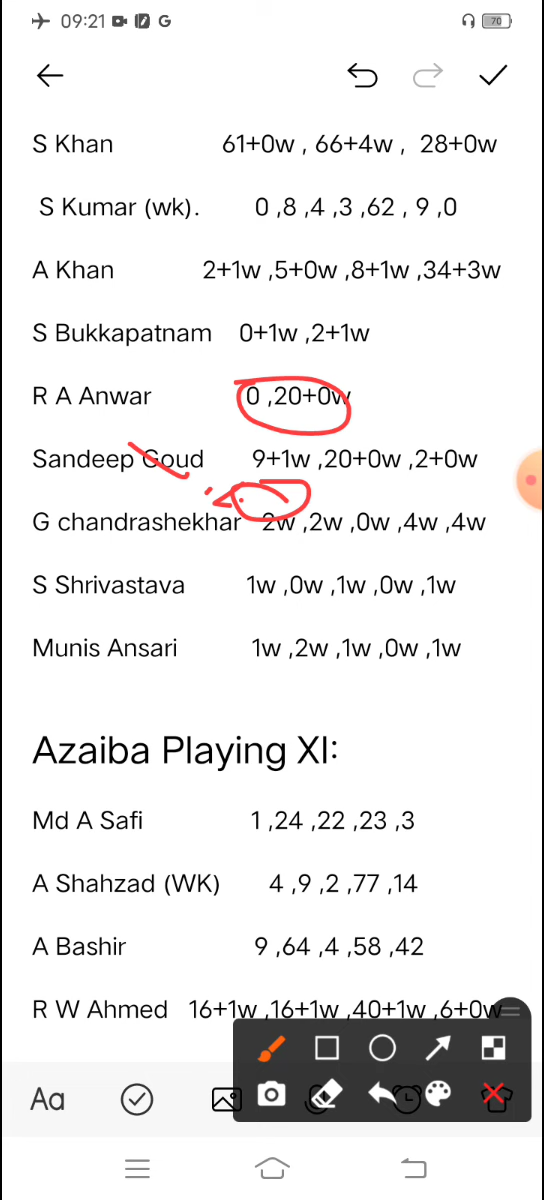 09:21 G 70
S Khan 61+0w , 66+4w , 28+0w
S Kumar (wk). 0 ,8 ,4 ,3 ,62 , 9 ,0
A Khan 2+1w ,5+0w ,8+1w ,34+3w
S Bukkapatnam 0+1w ,2+1w
R A Anwar 0 ,20+0w
Sandeep Goud 9+1w ,20+0w ,2+0w
G chandrashekhar 2w ,2w ,0w ,4w ,4w
S Shrivastava 1w ,0w ,1w ,0w ,1w
Munis Ansari 1w ,2w ,1w ,0w ,1w
Azaiba Playing XI:
Md A Safi 1 ,24 ,22 ,23 ,3
A Shahzad (WK) 4 ,9 ,2 ,77 ,14
A Bashir 9 ,64 ,4 ,58 ,42
R W Ahmed 16+1w ,16+1w ,40+1w ,6+0w
Aa